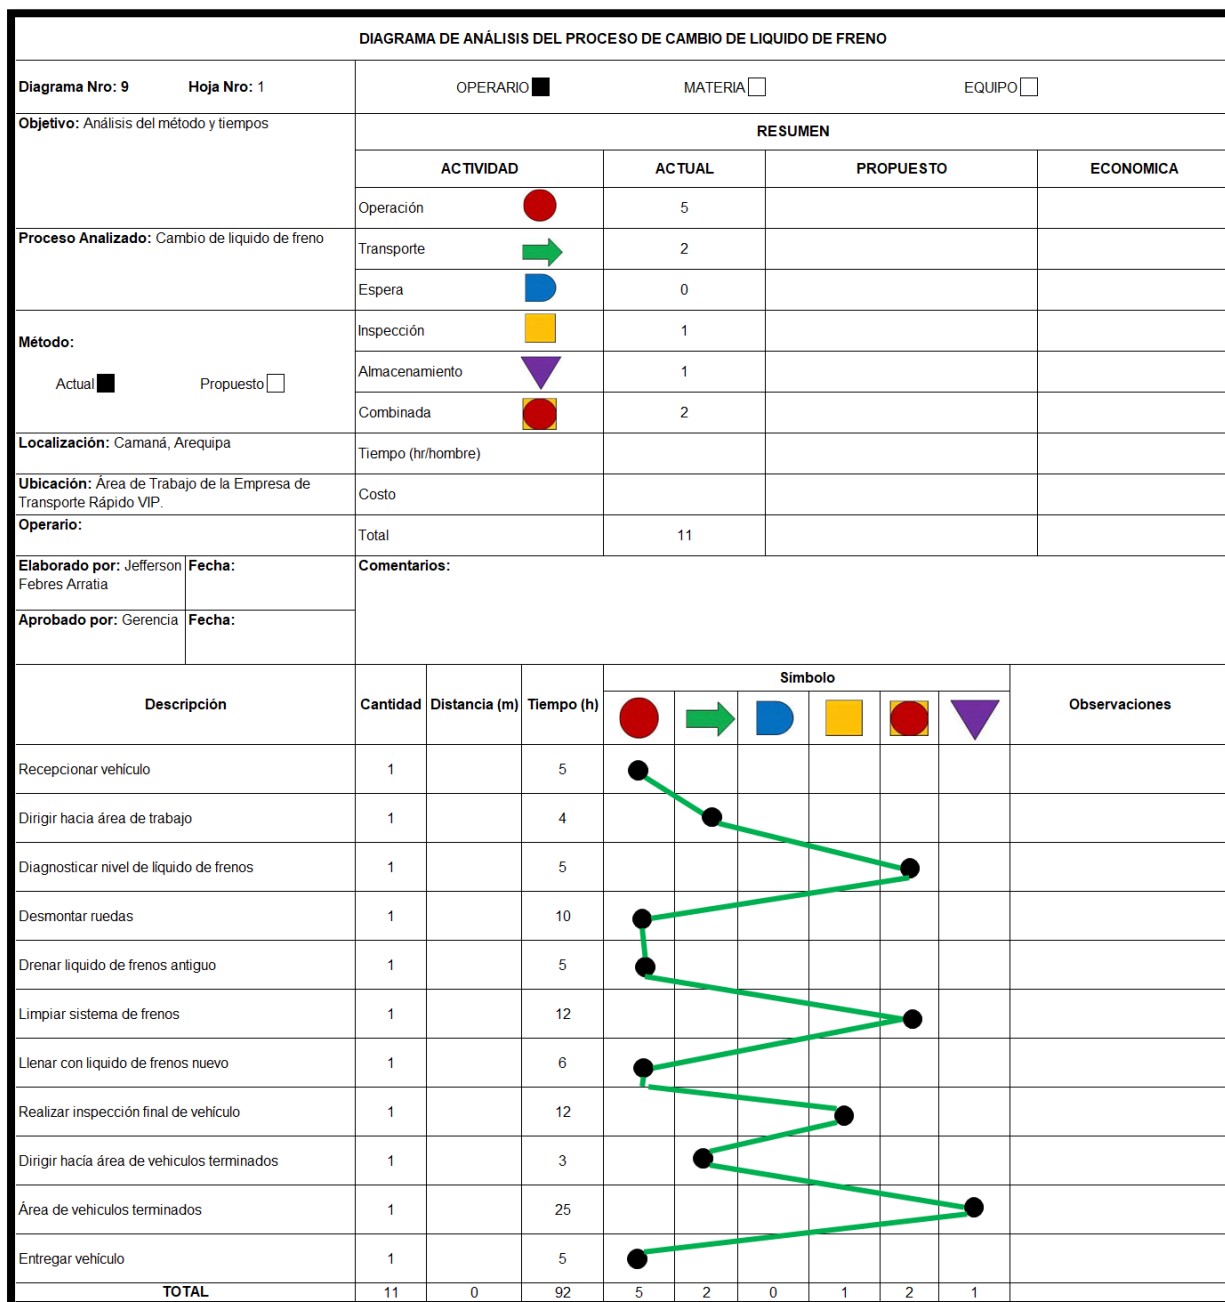 DIAGRAMA DE ANÁLISIS DEL PROCESO DE CAMBIO DE LIQUIDO DE FRENO
Diagrama Nro: 9 Hoja Nro: 1
OPERARIO MATERIA EQUIPO
Objetivo: Análisis del método y tiempos
RESUMEN
ACTIVIDAD ACTUAL PROPUESTO ECONOMICA
Operación 5
Proceso Analizado: Cambio de liquido de freno
Transporte 2
Espera 0
Método:
Actual Propuesto
Inspección 1
Almacenamiento 1
Combinada 2
Localización: Camaná, Arequipa
Tiempo (hr/hombre)
Ubicación: Área de Trabajo de la Empresa de
Transporte Rápido VIP.
Costo
Operario:
Total 11
Elaborado por: Jefferson
Febres Arratia
Fecha:
Comentarios:
Aprobado por: Gerencia Fecha:
Descripción Cantidad Distancia (m) Tiempo (h) Símbolo Observaciones
Recepcionar vehículo 1 5
Dirigir hacia área de trabajo 1 4
Diagnosticar nivel de líquido de frenos 1 5
Desmontar ruedas 1 10
Drenar liquido de frenos antiguo 1 5
Limpiar sistema de frenos 1 12
Llenar con liquido de frenos nuevo 1 6
Realizar inspección final de vehículo 1 12
Dirigir hacía área de vehiculos terminados 1 3
Área de vehiculos terminados 1 25
Entregar vehículo 1 5
TOTAL 11 0 92 5 2 0 1 2 1